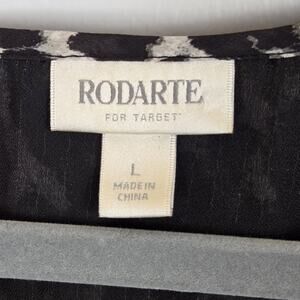 RODARTE
FOR TARGET
L
MADE IN
CHINA